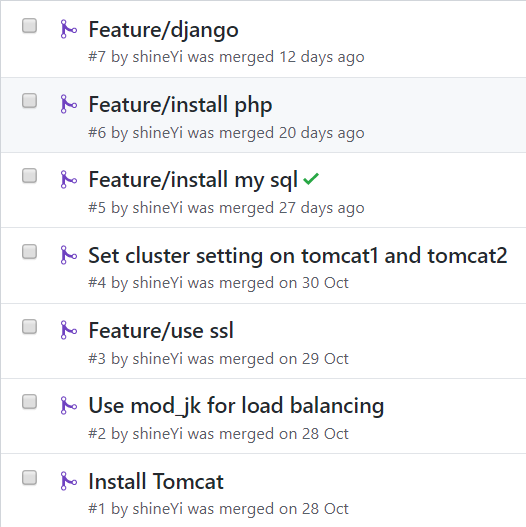 Feature/django
#7 by shineYi was merged 12 days ago
Feature/install php
#6 by shineYi was merged 20 days ago
Feature/install my sql
#5 by shineYi was merged 27 days ago
Set cluster setting on tomcat1 and tomcat2
#4 by shineYi was merged on 30 Oct
Feature/use ssl
#3 by shineYi was merged on 29 Oct
Use mod_jk for load balancing
#2 by shineYi was merged on 28 Oct
Install Tomcat
#1 by shineYi was merged on 28 Oct